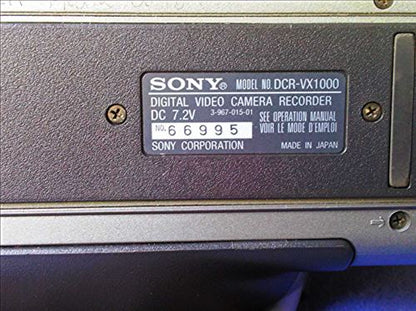 SONY® MODEL NO. DCR-VX1000
DIGITAL VIDEO CAMERA RECORDER
DC 7.2V 3-967-015-01 SEE OPERATION MANUAL
NO. 66995 VOIR LE MODE D'EMPLOI
SONY CORPORATION MADE IN JAPAN